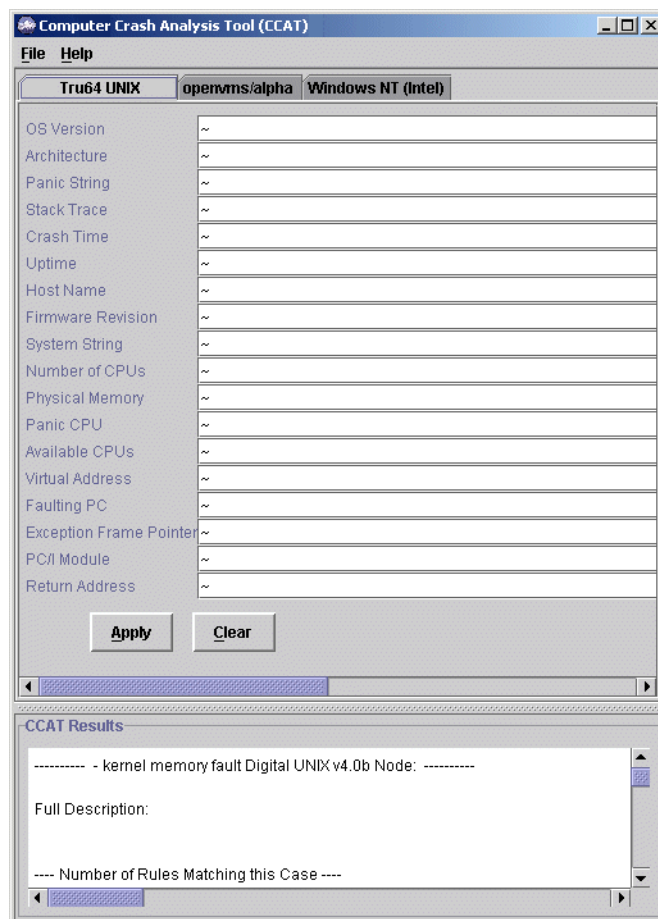 Computer Crash Analysis Tool (CCAT)
File Help
Tru64 UNIX openvms/alpha Windows NT (Intel)
OS Version ~
Architecture ~
Panic String ~
Stack Trace ~
Crash Time ~
Uptime ~
Host Name ~
Firmware Revision ~
System String ~
Number of CPUs ~
Physical Memory ~
Panic CPU ~
Available CPUs ~
Virtual Address ~
Faulting PC ~
Exception Frame Pointer ~
PC/I Module ~
Return Address ~
Apply Clear
CCAT Results
---------- - kernel memory fault Digital UNIX v4.0b Node: ----------
Full Description:
---- Number of Rules Matching this Case ----